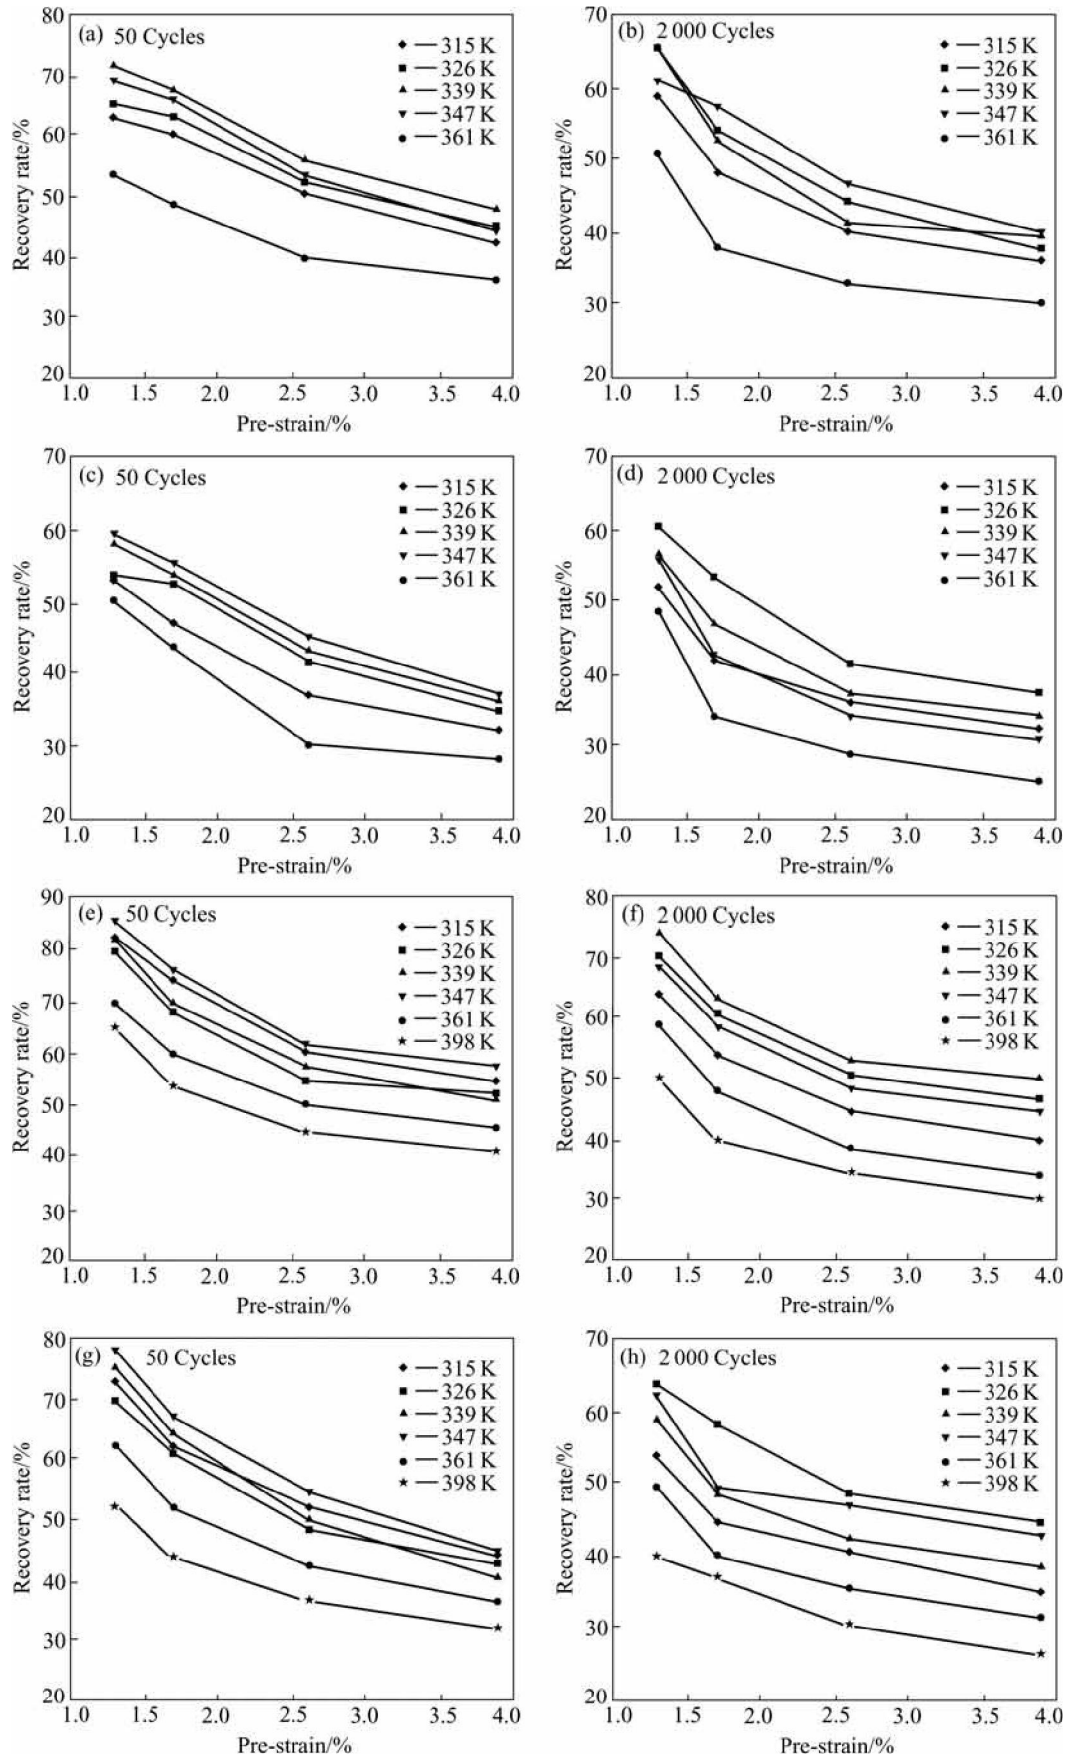 (a) 50 Cycles
315 K
326 K
339 K
347 K
361 K
80
70
60
50
40
30
20
Recovery rate/%
1.0 1.5 2.0 2.5 3.0 3.5 4.0
Pre-strain/%
(b) 2 000 Cycles
315 K
326 K
339 K
347 K
361 K
70
60
50
40
30
20
Recovery rate/%
1.0 1.5 2.0 2.5 3.0 3.5 4.0
Pre-strain/%
(c) 50 Cycles
315 K
326 K
339 K
347 K
361 K
70
60
50
40
30
20
Recovery rate/%
1.0 1.5 2.0 2.5 3.0 3.5 4.0
Pre-strain/%
(d) 2 000 Cycles
315 K
326 K
339 K
347 K
361 K
70
60
50
40
30
20
Recovery rate/%
1.0 1.5 2.0 2.5 3.0 3.5 4.0
Pre-strain/%
(e) 50 Cycles
315 K
326 K
339 K
347 K
361 K
398 K
90
80
70
60
50
40
30
20
Recovery rate/%
1.0 1.5 2.0 2.5 3.0 3.5 4.0
Pre-strain/%
(f) 2 000 Cycles
315 K
326 K
339 K
347 K
361 K
398 K
80
70
60
50
40
30
20
Recovery rate/%
1.0 1.5 2.0 2.5 3.0 3.5 4.0
Pre-strain/%
(g) 50 Cycles
315 K
326 K
339 K
347 K
361 K
398 K
80
70
60
50
40
30
20
Recovery rate/%
1.0 1.5 2.0 2.5 3.0 3.5 4.0
Pre-strain/%
(h) 2 000 Cycles
315 K
326 K
339 K
347 K
361 K
398 K
70
60
50
40
30
20
Recovery rate/%
1.0 1.5 2.0 2.5 3.0 3.5 4.0
Pre-strain/%